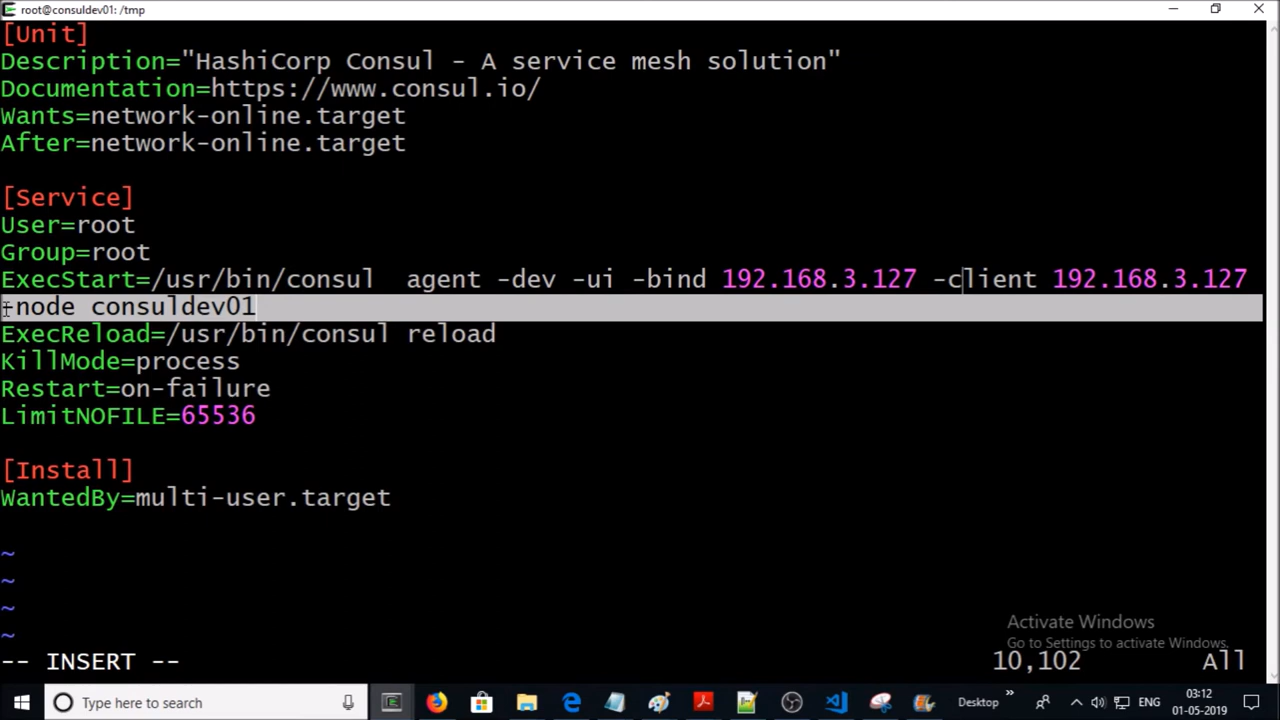 root@consuldev01: /tmp
[Unit]
Description="HashiCorp Consul - A service mesh solution"
Documentation=https://www.consul.io/
Wants=network-online.target
After=network-online.target
[Service]
User=root
Group=root
ExecStart=/usr/bin/consul  agent -dev -ui -bind 192.168.3.127 -client 192.168.3.127
-node consuldev01
ExecReload=/usr/bin/consul reload
KillMode=process
Restart=on-failure
LimitNOFILE=65536
[Install]
WantedBy=multi-user.target
~
~
~
~
Activate Windows
Go to Settings to activate Windows.
-- INSERT -- 10,102 All
Type here to search Desktop » ENG 03:12
01-05-2019